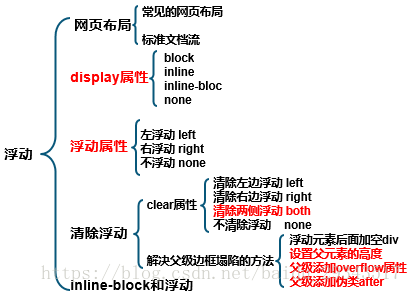 浮动
网页布局
常见的网页布局
标准文档流
display属性
block
inline
inline-bloc
none
浮动属性
左浮动 left
右浮动 right
不浮动 none
清除浮动
clear属性
清除左边浮动 left
清除右边浮动 right
清除两侧浮动 both
不清除浮动 none
解决父级边框塌陷的方法
浮动元素后面加空div
设置父元素的高度
父级添加overflow属性
父级添加伪类after
inline-block和浮动
https://blog.csdn.net/bai